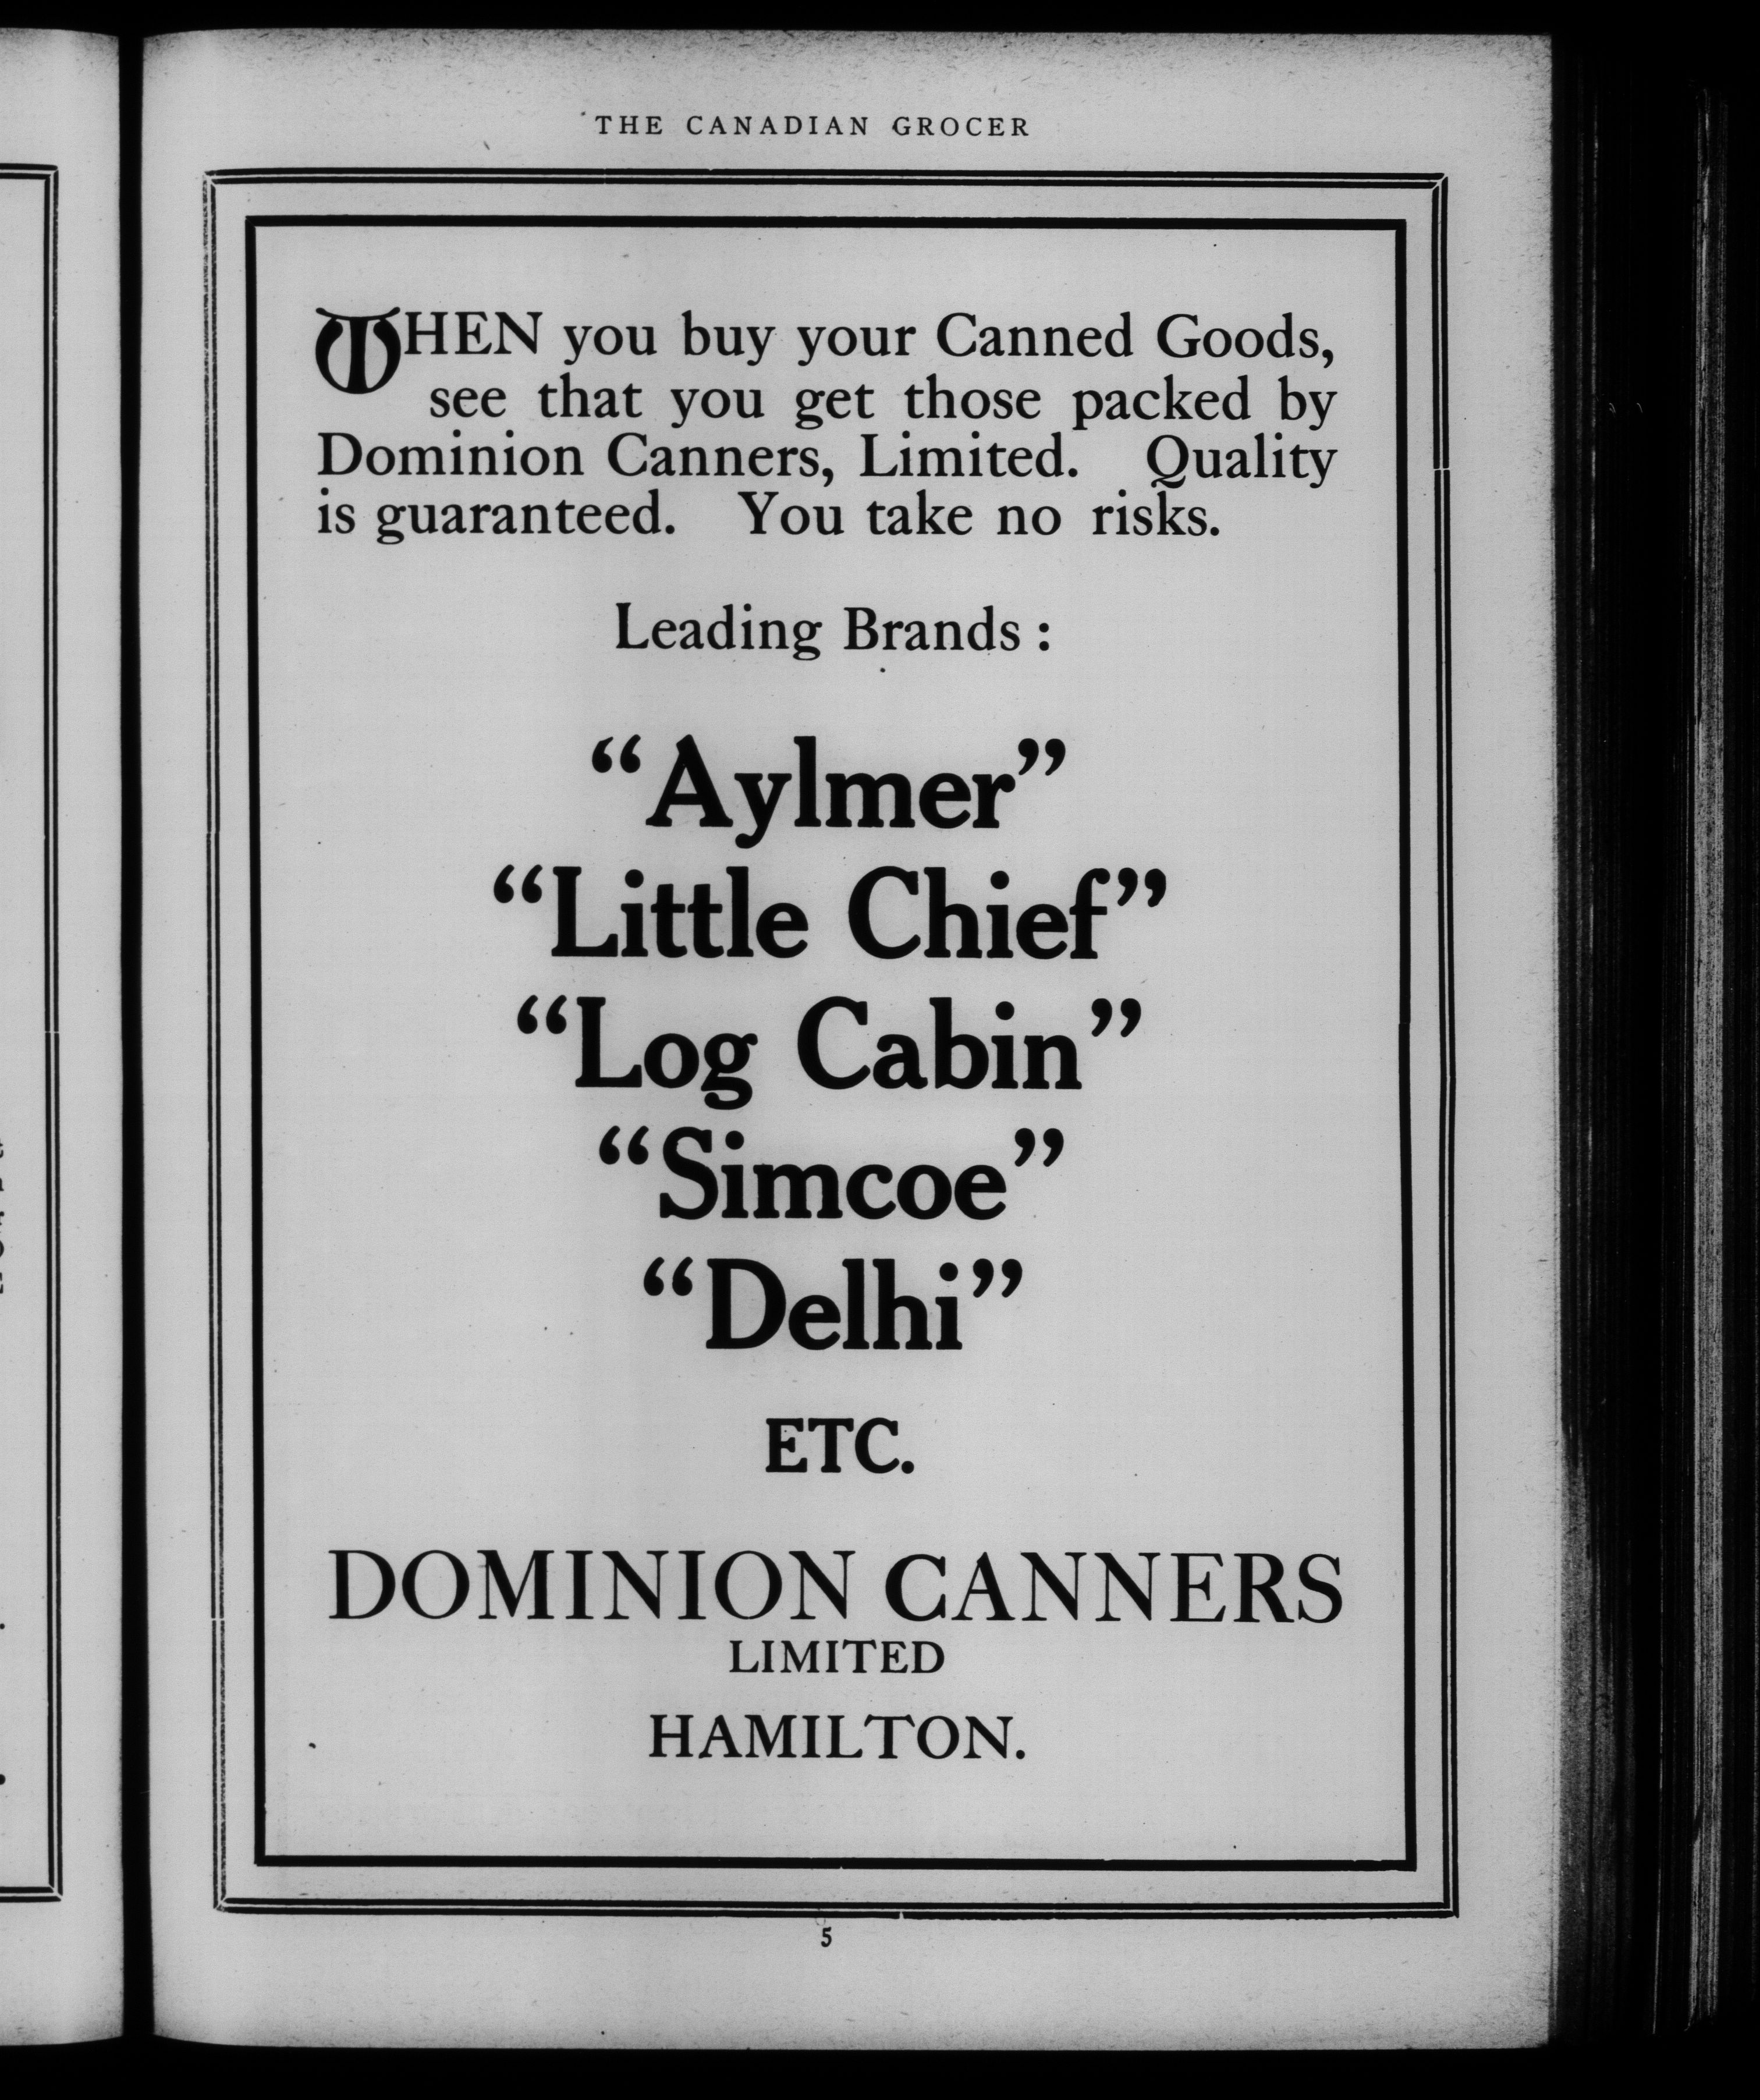 THE CANADIAN GROCER
WHEN you buy your Canned Goods,
see that you get those packed by
Dominion Canners, Limited. Quality
is guaranteed. You take no risks.
Leading Brands :
“Aylmer”
“Little Chief”
“Log Cabin”
“Simcoe”
“Delhi”
ETC.
DOMINION CANNERS
LIMITED
HAMILTON.
5